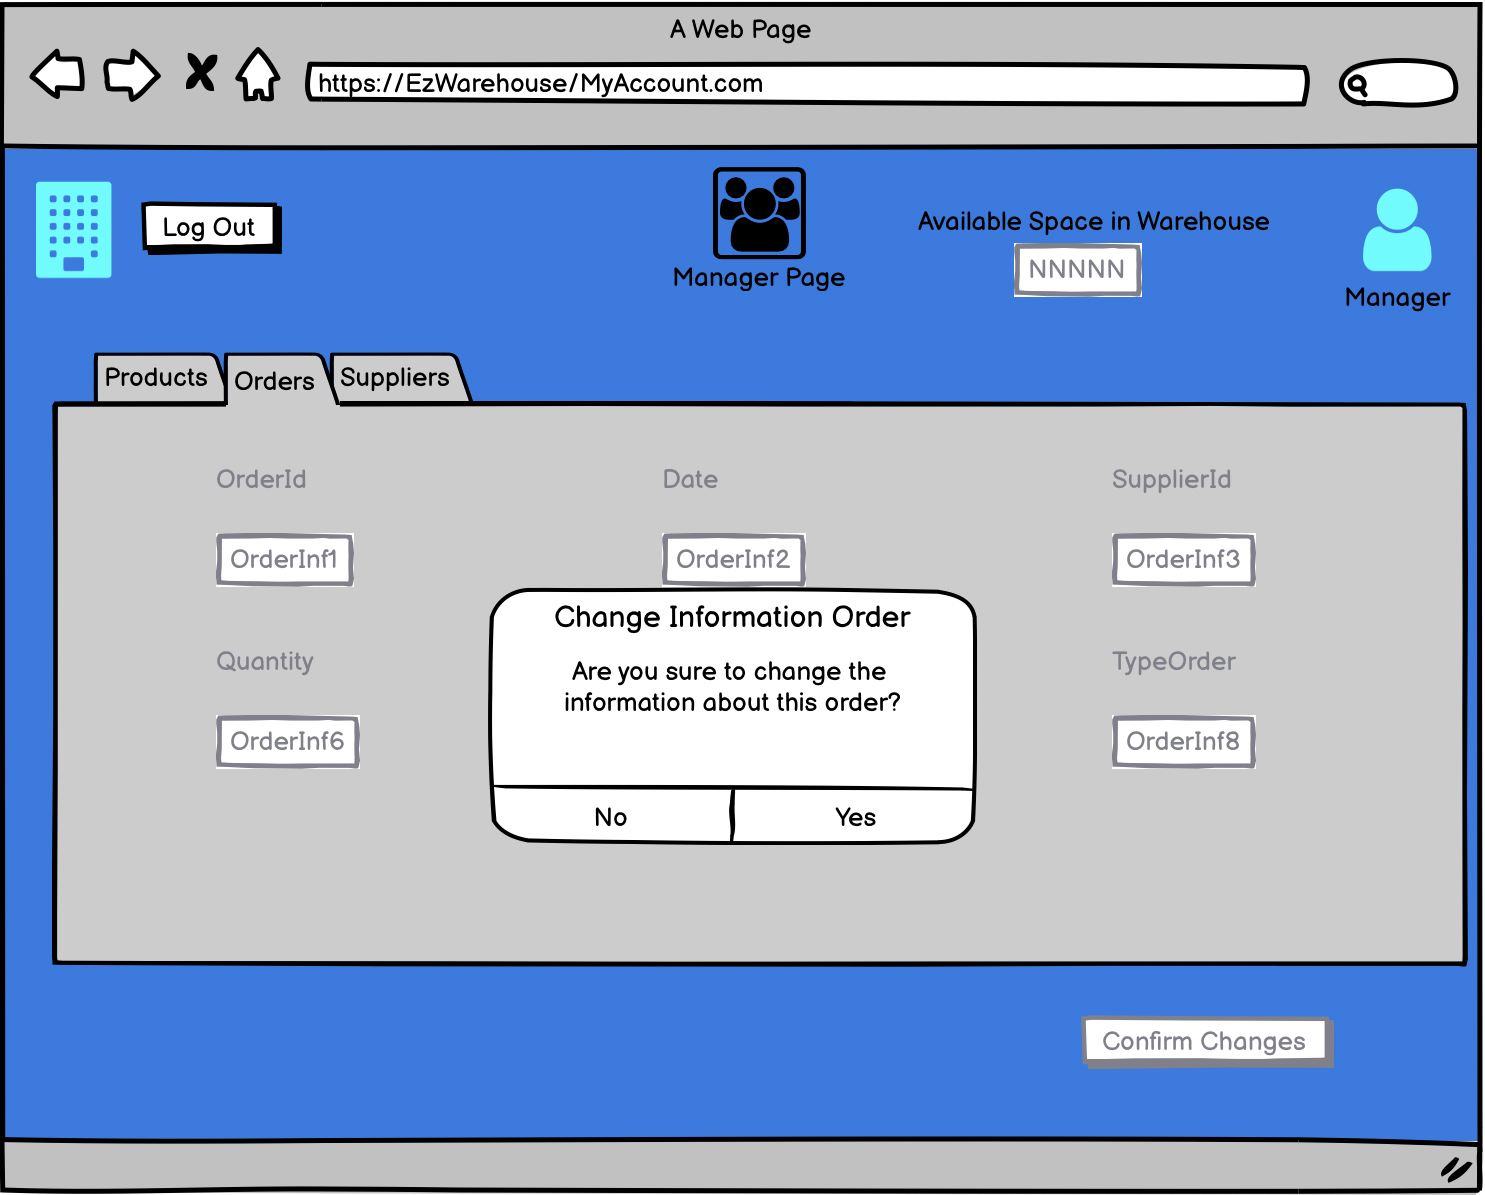 A Web Page
https://EzWarehouse/MyAccount.com
Log Out
Manager Page
Available Space in Warehouse
NNNNN
Manager
Products
Orders
Suppliers
OrderId
Date
SupplierId
OrderInf1
OrderInf2
OrderInf3
Change Information Order
Are you sure to change the
information about this order?
No
Yes
Quantity
TypeOrder
OrderInf6
OrderInf8
Confirm Changes